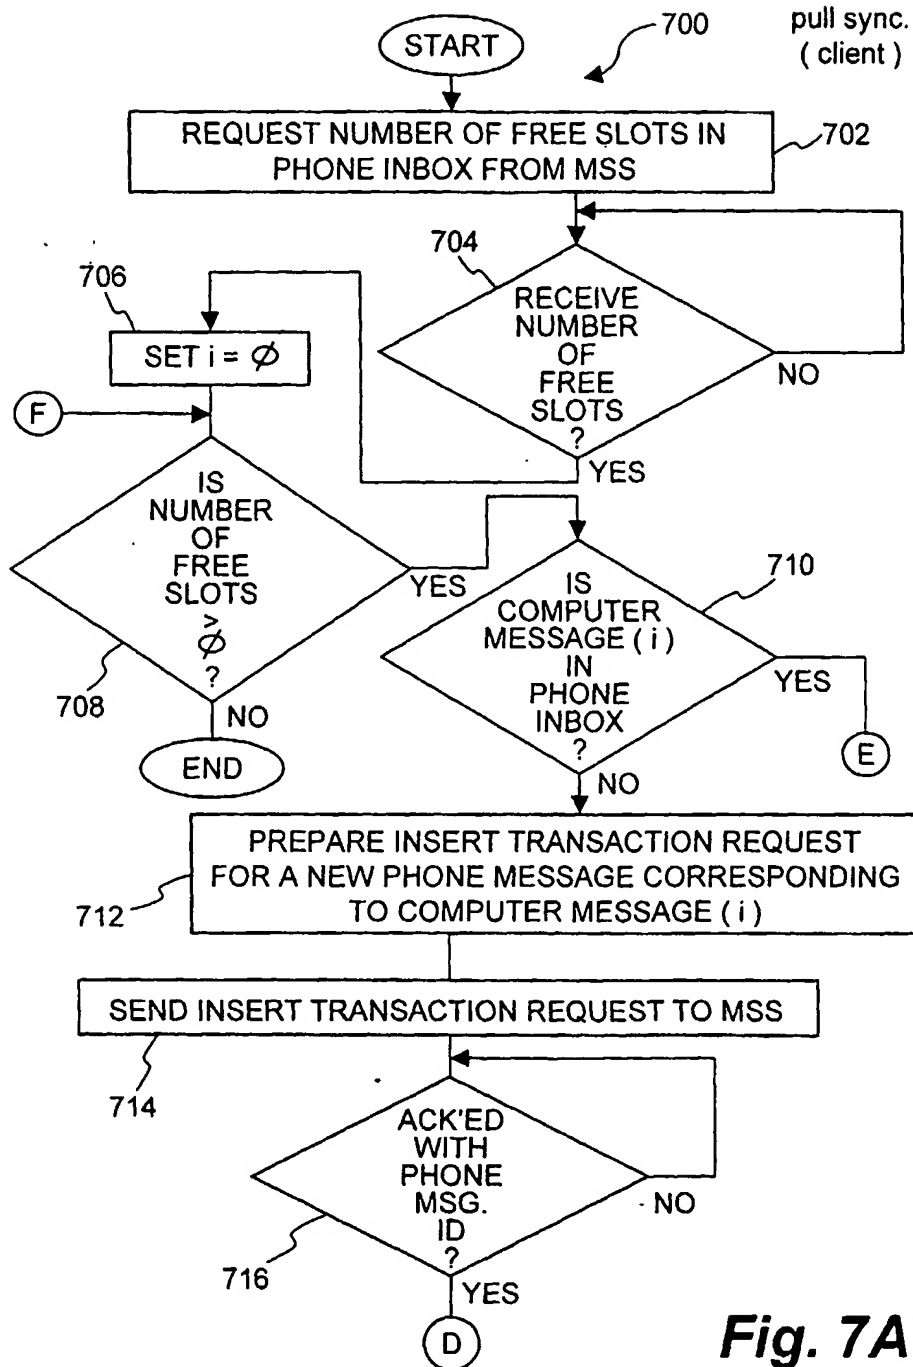 START
700
pull sync.
( client )
REQUEST NUMBER OF FREE SLOTS IN
PHONE INBOX FROM MSS
702
704
RECEIVE
NUMBER
OF
FREE
SLOTS
?
NO
YES
706
SET i = ∅
F
IS
NUMBER
OF
FREE
SLOTS
>
∅
?
YES
708
NO
END
710
IS
COMPUTER
MESSAGE ( i )
IN
PHONE
INBOX
?
YES
E
NO
PREPARE INSERT TRANSACTION REQUEST
FOR A NEW PHONE MESSAGE CORRESPONDING
TO COMPUTER MESSAGE ( i )
712
SEND INSERT TRANSACTION REQUEST TO MSS
714
ACK'ED
WITH
PHONE
MSG.
ID
?
NO
716
YES
D
Fig. 7A